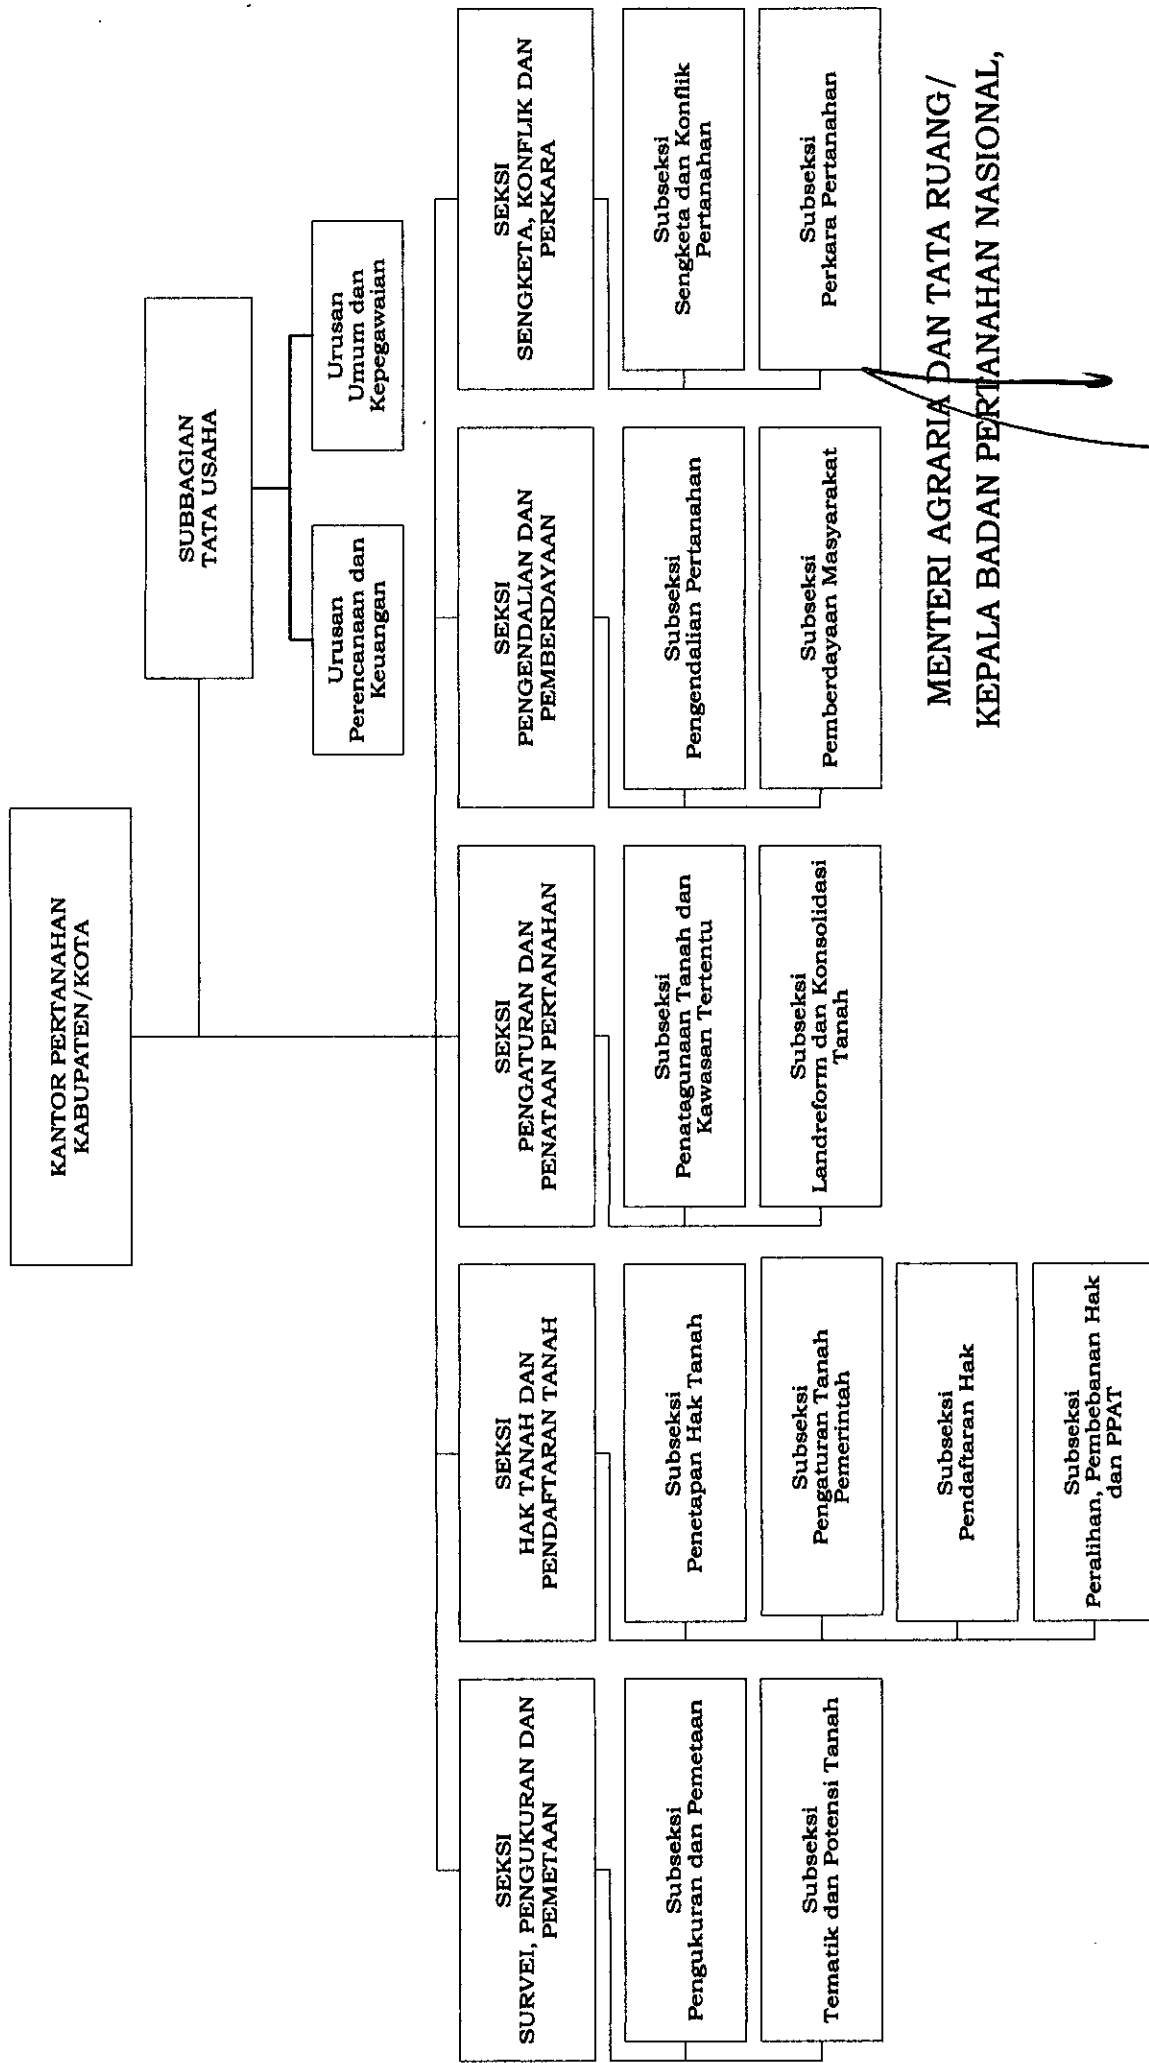 KANTOR PERTANAHAN
KABUPATEN/KOTA
SUBBAGIAN
TATA USAHA
Urusan
Perencanaan dan
Keuangan
Urusan
Umum dan
Kepegawaian
SEKSI
SURVEI, PENGUKURAN DAN
PEMETAAN
Subseksi
Pengukuran dan Pemetaan
Subseksi
Tematik dan Potensi Tanah
SEKSI
HAK TANAH DAN
PENDAFTARAN TANAH
Subseksi
Penetapan Hak Tanah
Subseksi
Pengaturan Tanah
Pemerintah
Subseksi
Pendaftaran Hak
Subseksi
Peralihan, Pembebanan Hak
dan PPAT
SEKSI
PENGATURAN DAN
PENATAAN PERTANAHAN
Subseksi
Penatagunaan Tanah dan
Kawasan Tertentu
Subseksi
Landreform dan Konsolidasi
Tanah
SEKSI
PENGENDALIAN DAN
PEMBERDAYAAN
Subseksi
Pengendalian Pertanahan
Subseksi
Pemberdayaan Masyarakat
SEKSI
SENGKETA, KONFLIK DAN
PERKARA
Subseksi
Sengketa dan Konflik
Pertanahan
Subseksi
Perkara Pertanahan
MENTERI AGRARIA DAN TATA RUANG/
KEPALA BADAN PERTANAHAN NASIONAL,